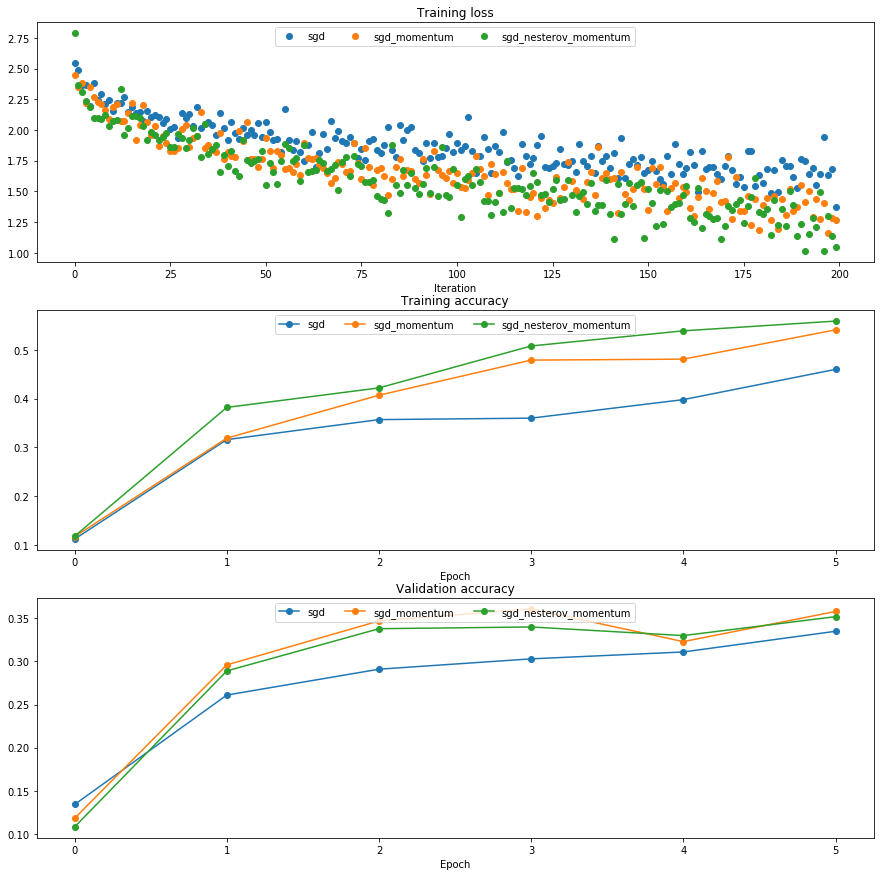 Training loss
sgd sgd_momentum sgd_nesterov_momentum
2.75
2.50
2.25
2.00
1.75
1.50
1.25
1.00
0 25 50 75 100 125 150 175 200
Iteration
Training accuracy
sgd sgd_momentum sgd_nesterov_momentum
0.5
0.4
0.3
0.2
0.1
0 1 2 3 4 5
Epoch
Validation accuracy
sgd sgd_momentum sgd_nesterov_momentum
0.35
0.30
0.25
0.20
0.15
0.10
0 1 2 3 4 5
Epoch